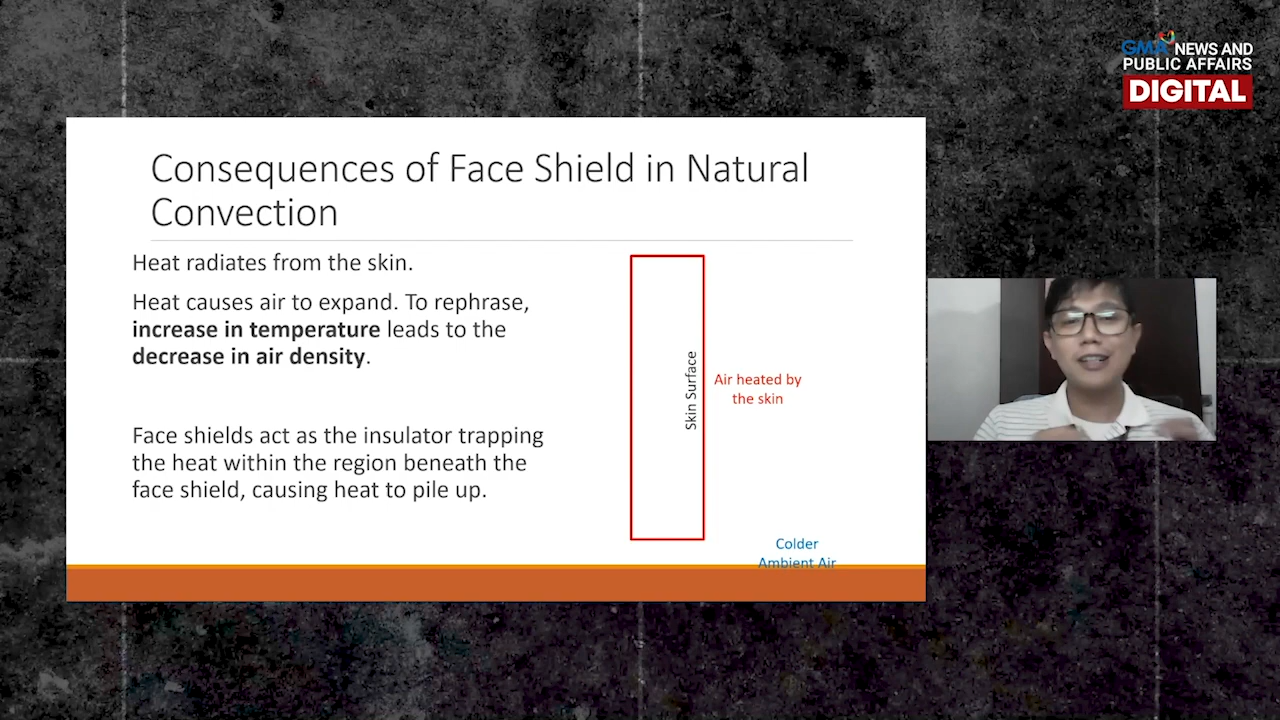 GMA NEWS AND
PUBLIC AFFAIRS
DIGITAL
Consequences of Face Shield in Natural
Convection
Heat radiates from the skin.
Heat causes air to expand. To rephrase,
increase in temperature leads to the
decrease in air density.
Face shields act as the insulator trapping
the heat within the region beneath the
face shield, causing heat to pile up.
Skin Surface
Air heated by
the skin
Colder
Ambient Air